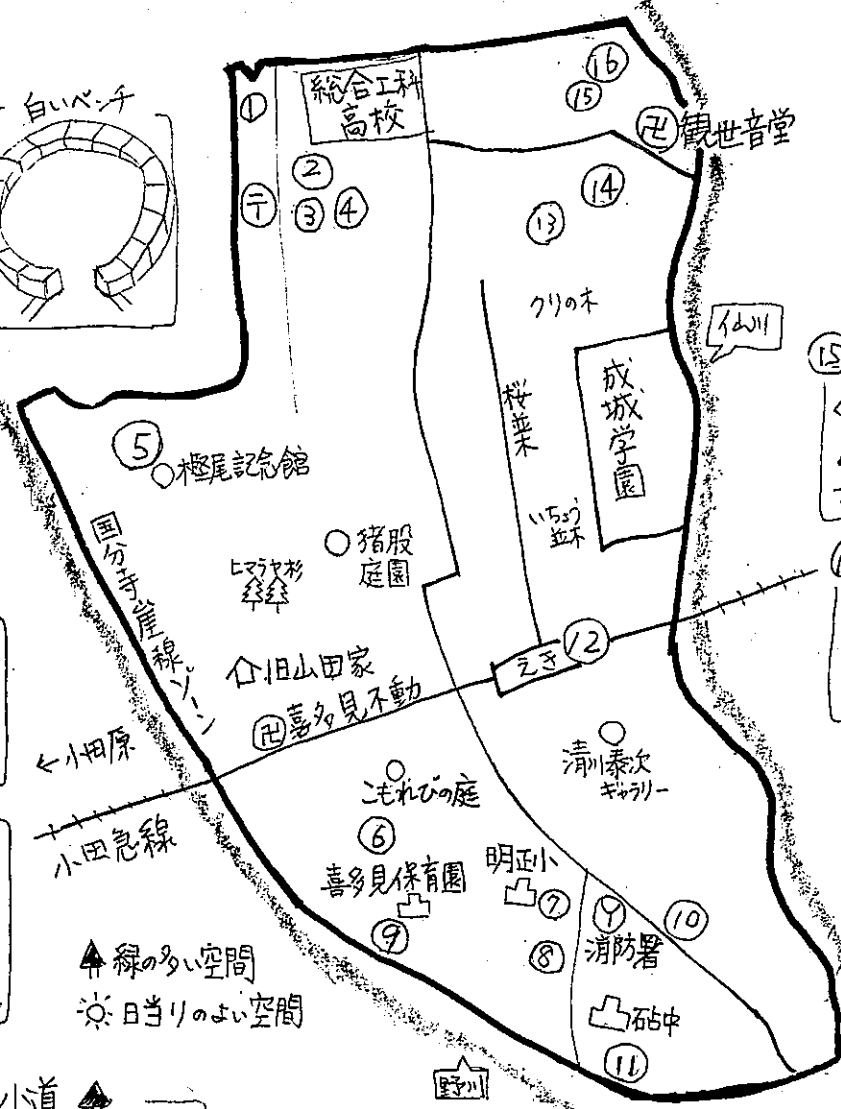 白いベンチ
①
総合工科
高校
⑯
⑮
卍観世音堂
②
〒
③
④
⑭
⑬
クリの木
仙川
⑮
成城学園
桜並木
⑤
樫尾記念館
いちょう
並木
国分寺崖線ゾーン
猪股
庭園
ヒマラヤ杉
えき
⑫
旧山田家
卍喜多見不動
←小田原
清川泰次
ギャラリー
こもれびの庭
小田急線
⑥
明正小
喜多見保育園
⑦
Y
⑩
⑨
⑧
消防署
緑の多い空間
日当りのよい空間
砧中
⑪
野川
小道